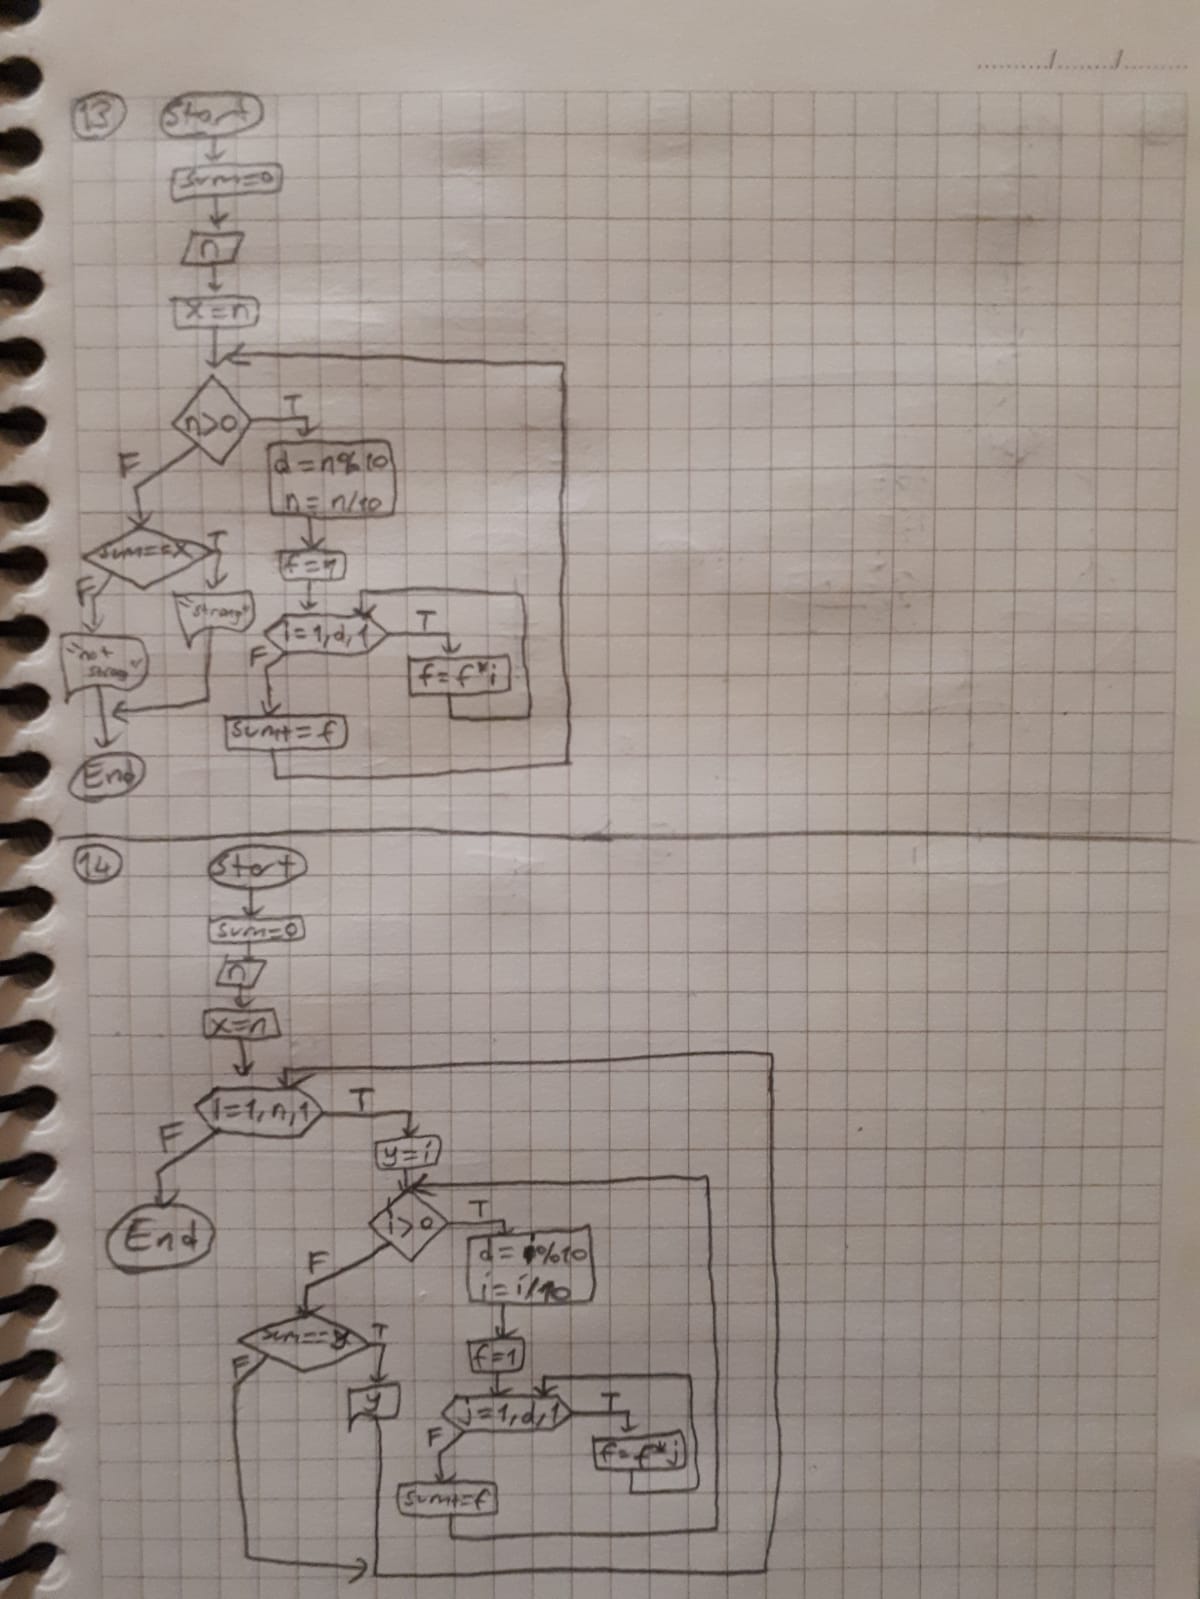 13
Start
sum=0
n
x=n
n>0
T
F
d=n%10
n=n/10
sum==x
T
F
f=1
"strong"
"not
strong"
i=1,d,1
T
F
f=f*i
sum+=f
End
14
Start
sum=0
n
x=n
i=1,n,1
T
F
y=i
End
i>0
T
F
d=i%10
i=i/10
sum==y
T
F
f=1
y
j=1,d,1
T
F
f=f*j
sum+=f